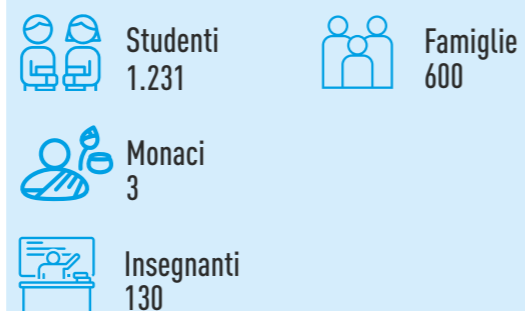 Studenti
1.231
Famiglie
600
Monaci
3
Insegnanti
130